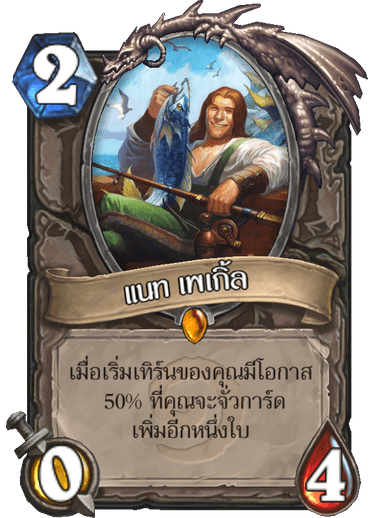 2
แนท เพเกิ้ล
เมื่อเริ่มเทิร์นของคุณมีโอกาส
50% ที่คุณจะจั่วการ์ด
เพิ่มอีกหนึ่งใบ
0
4